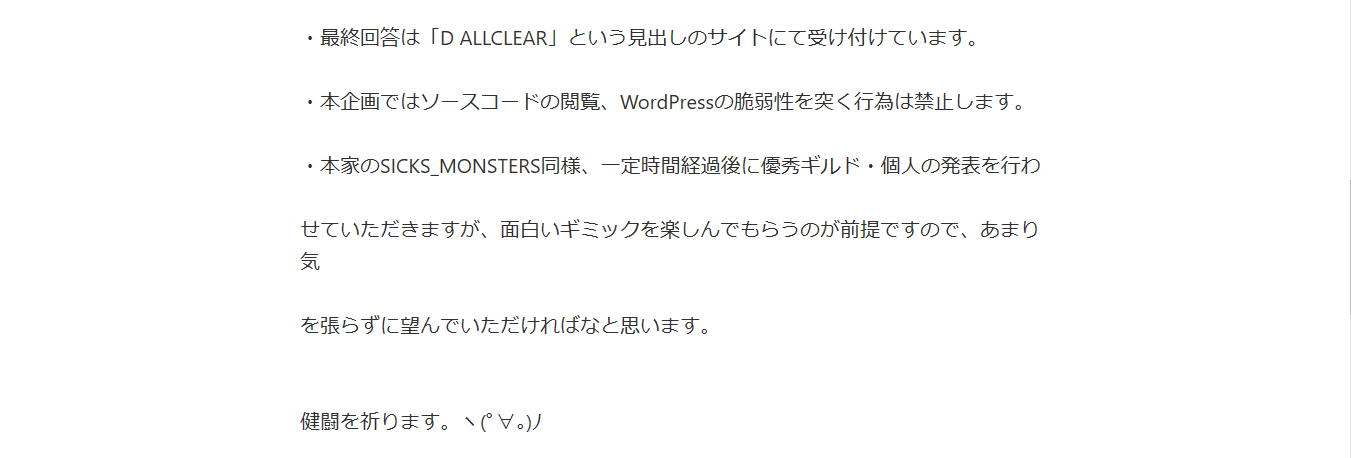 ・最終回答は「D ALLCLEAR」という見出しのサイトにて受け付けています。
・本企画ではソースコードの閲覧、WordPressの脆弱性を突く行為は禁止します。
・本家のSICKS_MONSTERS同様、一定時間経過後に優秀ギルド・個人の発表を行わ
せていただきますが、面白いギミックを楽しんでもらうのが前提ですので、あまり
気
を張らずに望んでいただければなと思います。
健闘を祈ります。ヽ(ﾟ∀｡)ﾉ